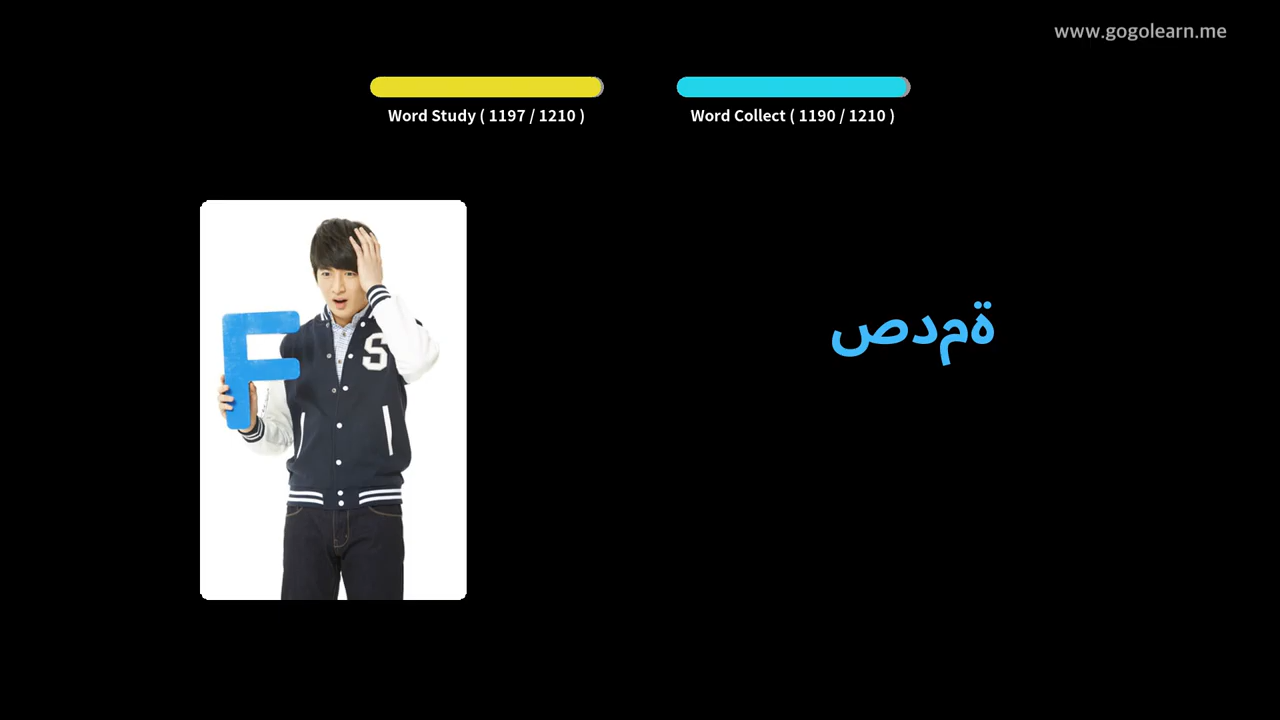 www.gogolearn.me
Word Study ( 1197 / 1210 )
Word Collect ( 1190 / 1210 )
F
S
صدمة